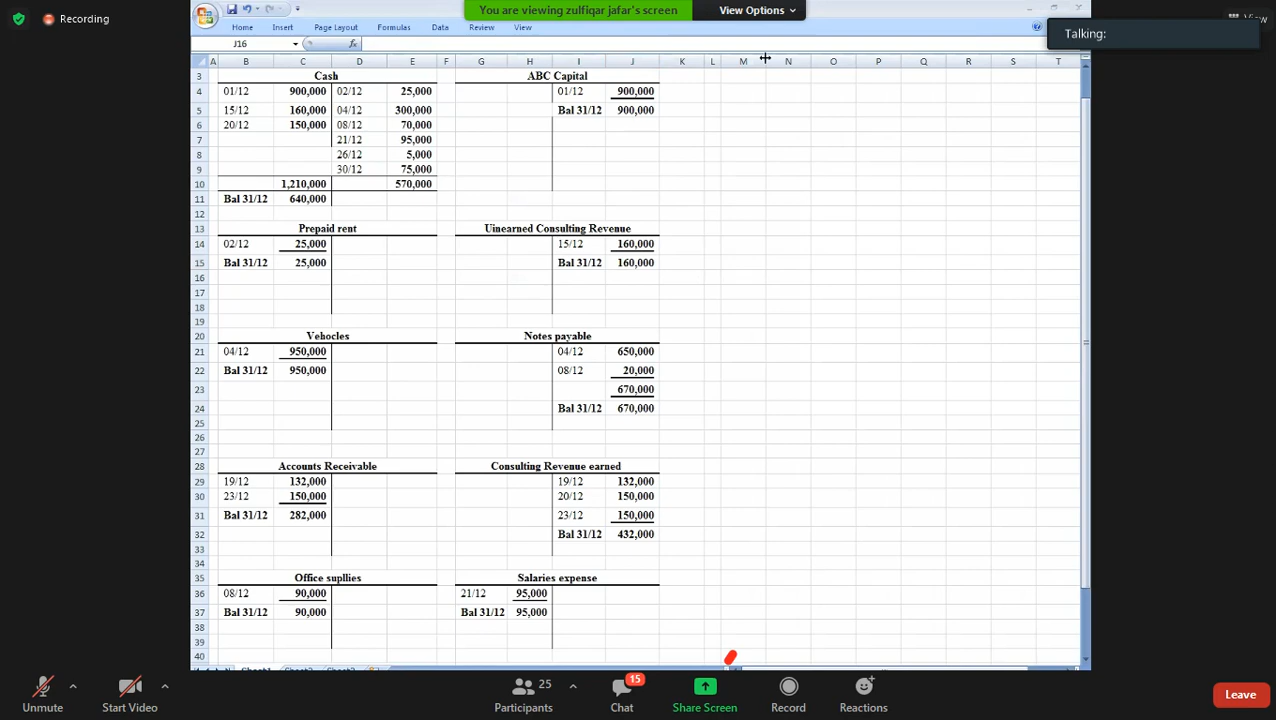 Recording
You are viewing zulfiqar jafar's screen View Options
View
Talking:
Home Insert Page Layout Formulas Data Review View
J16 fx
A B C D E F G H I J K L M N O P Q R S T
3 Cash ABC Capital
4 01/12 900,000 02/12 25,000 01/12 900,000
5 15/12 160,000 04/12 300,000 Bal 31/12 900,000
6 20/12 150,000 08/12 70,000
7 21/12 95,000
8 26/12 5,000
9 30/12 75,000
10 1,210,000 570,000
11 Bal 31/12 640,000
12
13 Prepaid rent Uinearned Consulting Revenue
14 02/12 25,000 15/12 160,000
15 Bal 31/12 25,000 Bal 31/12 160,000
16
17
18
19
20 Vehocles Notes payable
21 04/12 950,000 04/12 650,000
22 Bal 31/12 950,000 08/12 20,000
23 670,000
24 Bal 31/12 670,000
25
26
27
28 Accounts Receivable Consulting Revenue earned
29 19/12 132,000 19/12 132,000
30 23/12 150,000 20/12 150,000
31 Bal 31/12 282,000 23/12 150,000
32 Bal 31/12 432,000
33
34
35 Office supllies Salaries expense
36 08/12 90,000 21/12 95,000
37 Bal 31/12 90,000 Bal 31/12 95,000
38
39
40
Sheet1 Sheet2 Sheet3
Unmute Start Video 25 Participants 15 Chat Share Screen Record Reactions Leave